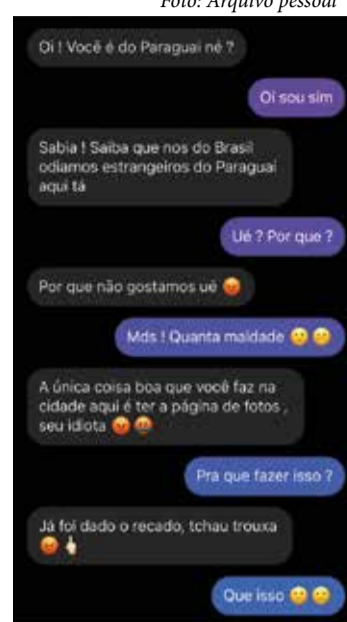 Foto: Arquivo pessoal
Oi ! Você é do Paraguai né ?
Oi sou sim
Sabia ! Saiba que nos do Brasil
odiamos estrangeiros do Paraguai
aqui tá
Ué ? Por que ?
Por que não gostamos ué 😡
Mds ! Quanta maldade 🙁 😕
A única coisa boa que você faz na
cidade aqui é ter a página de fotos ,
seu idiota 😡 🤬
Pra que fazer isso ?
Já foi dado o recado, tchau trouxa
😡 🖕🏻
Que isso 😕 😕